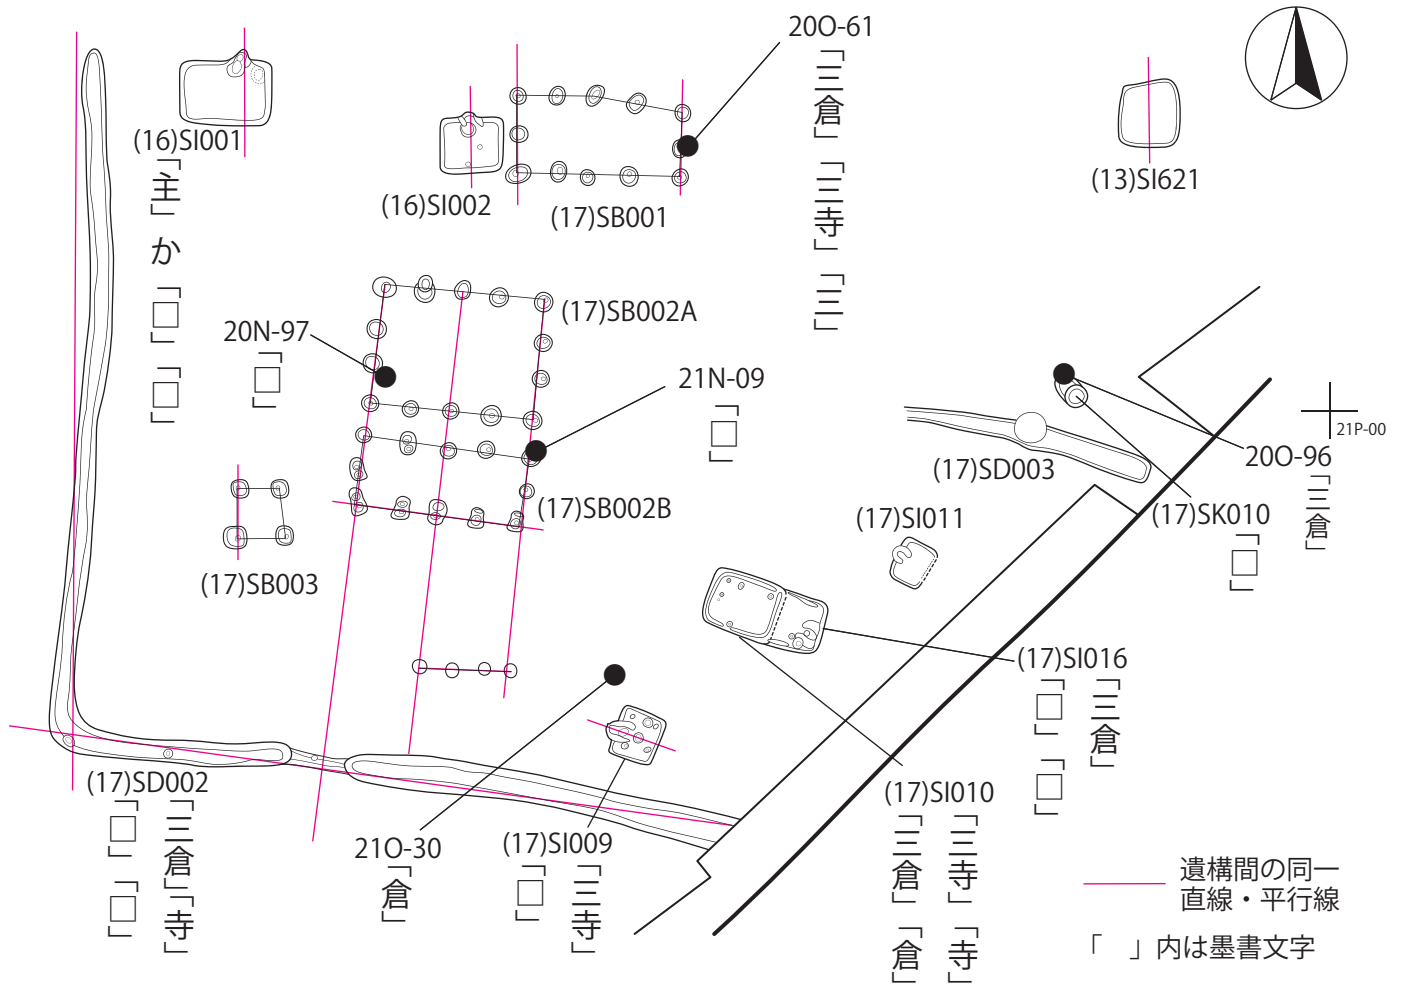 20O-61
「三倉」「三寺」「三」
(16)SI001
「主」か「□」「□」
(16)SI002
(17)SB001
(13)SI621
(17)SB002A
20N-97
「□」
21N-09
「□」
21P-00
20O-96
「三倉」
(17)SD003
(17)SK010
「□」
(17)SB002B
(17)SI011
(17)SB003
(17)SI016
「三倉」
「□」「□」
(17)SD002
「三倉」「寺」
「□」「□」
21O-30
「倉」
(17)SI009
「三寺」
「□」
(17)SI010
「三寺」「寺」
「三倉」「倉」
遺構間の同一
直線・平行線
「　」内は墨書文字